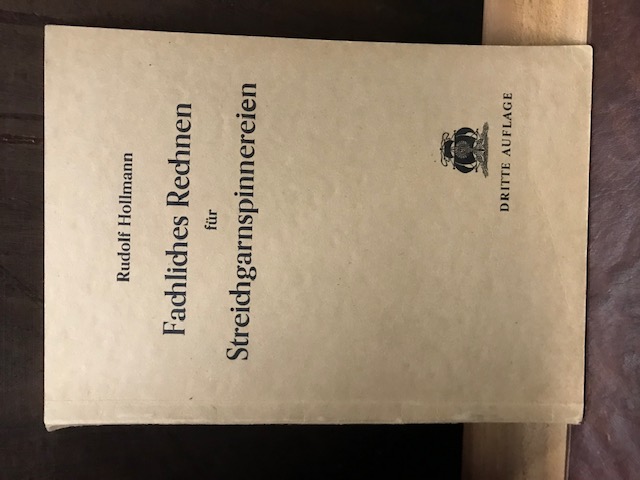 Rudolf Hollmann
Fachliches Rechnen
für
Streichgarnspinnereien
DRITTE AUFLAGE